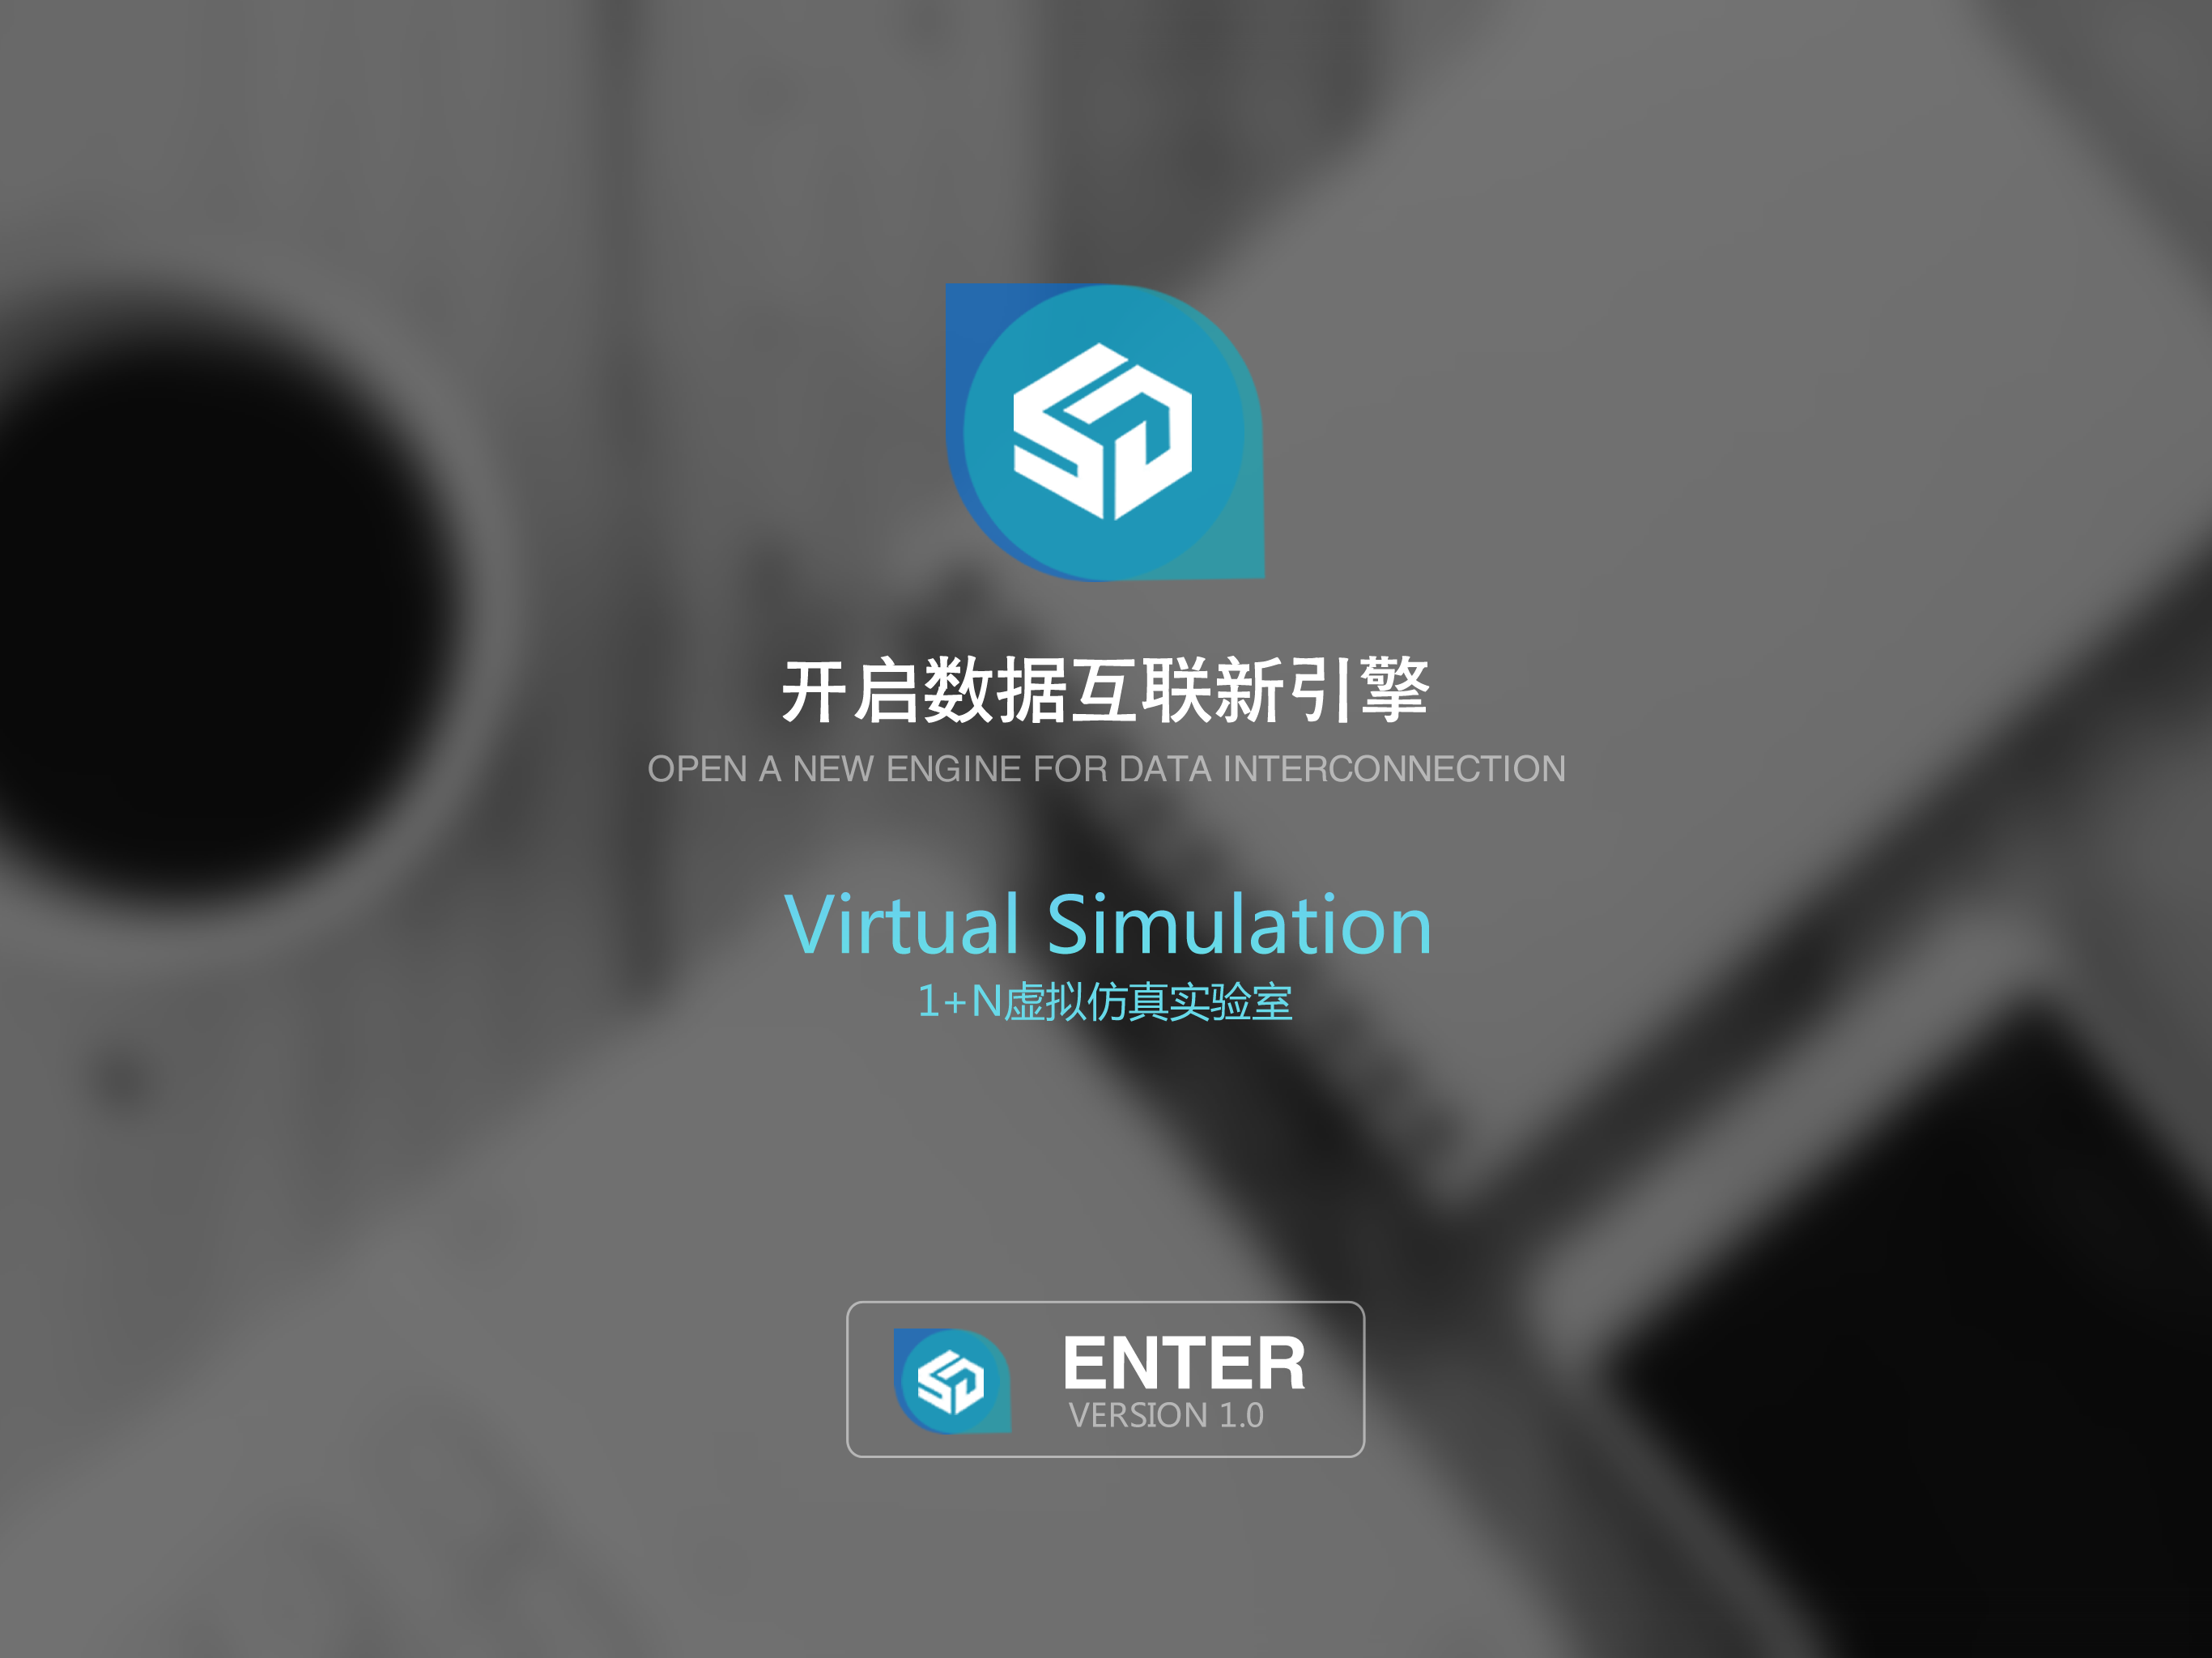 开启数据互联新引擎
OPEN A NEW ENGINE FOR DATA INTERCONNECTION
Virtual Simulation
1+N虚拟仿真实验室
ENTER
VERSION 1.0